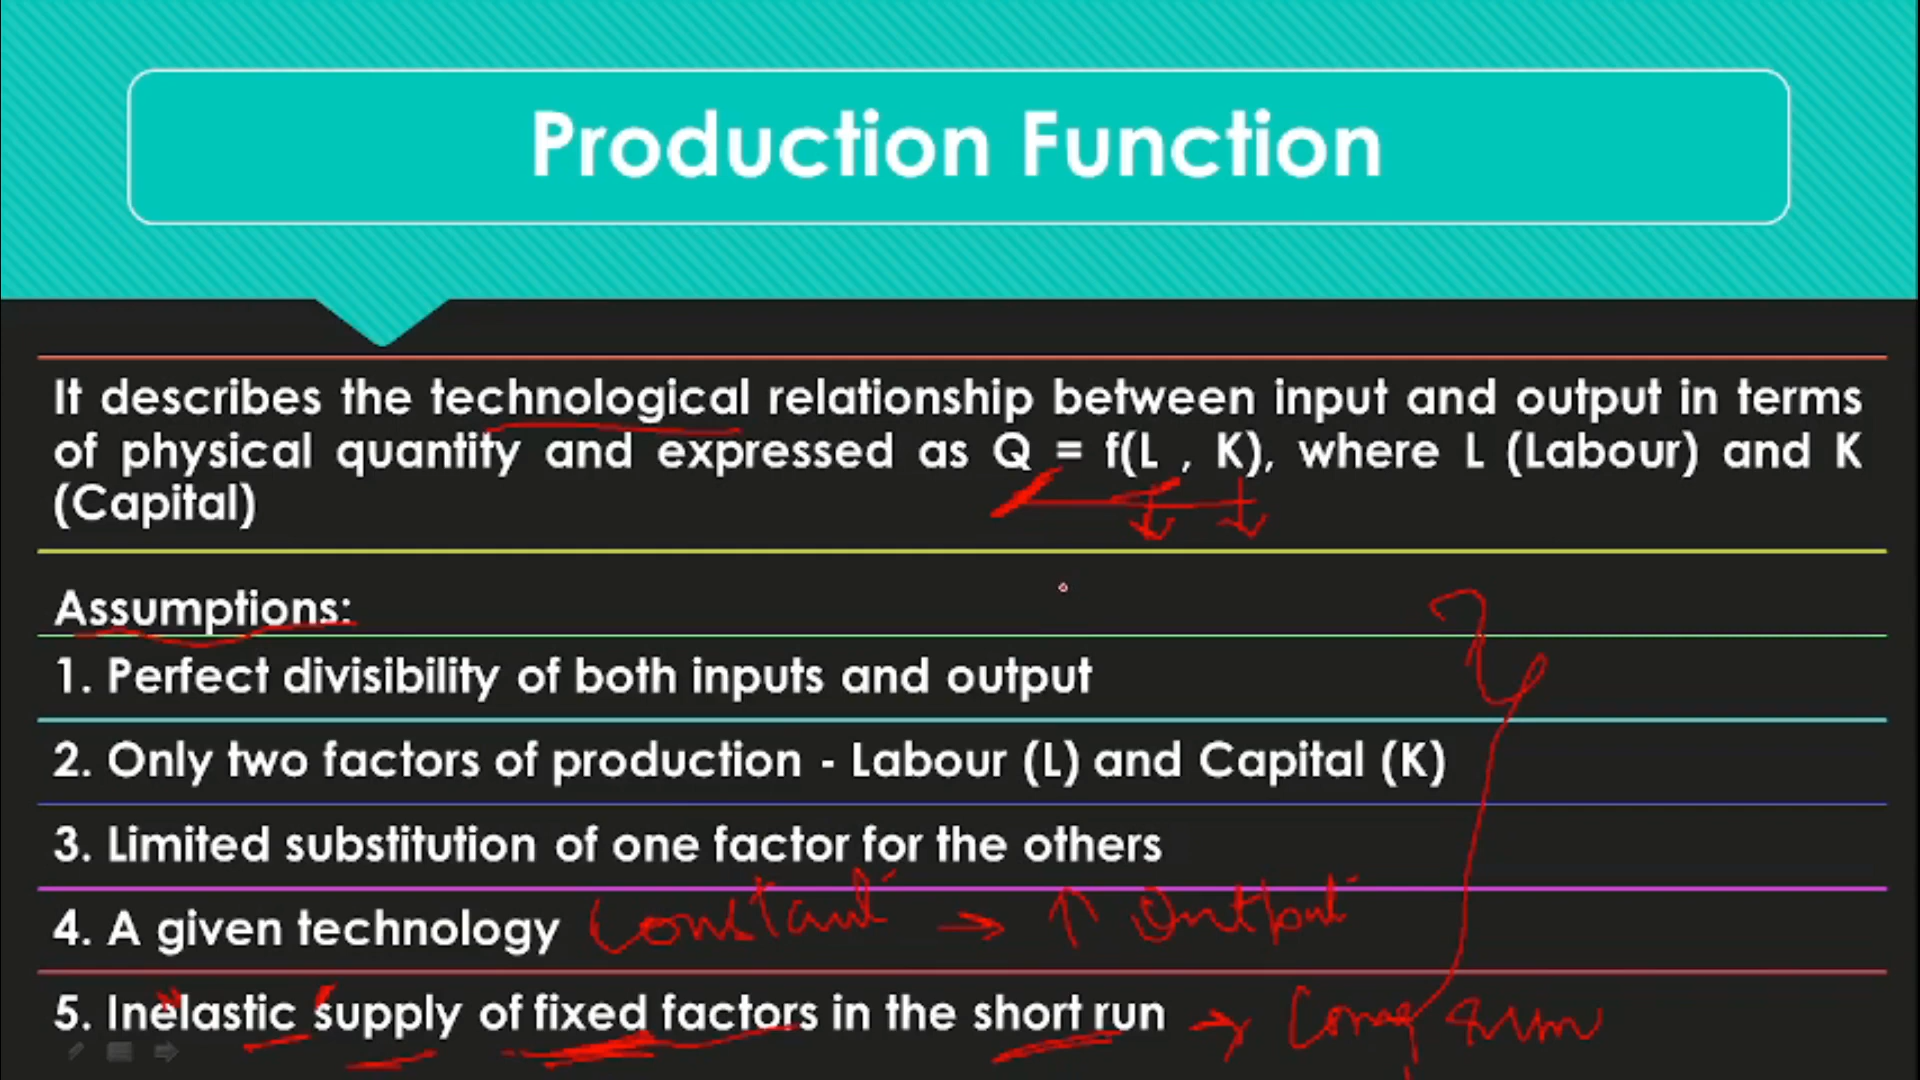 Production Function
It describes the technological relationship between input and output in terms
of physical quantity and expressed as Q = f(L , K), where L (Labour) and K
(Capital)
Assumptions:
1. Perfect divisibility of both inputs and output
2. Only two factors of production - Labour (L) and Capital (K)
3. Limited substitution of one factor for the others
4. A given technology Constant → ↑ Output
5. Inelastic supply of fixed factors in the short run → Long run